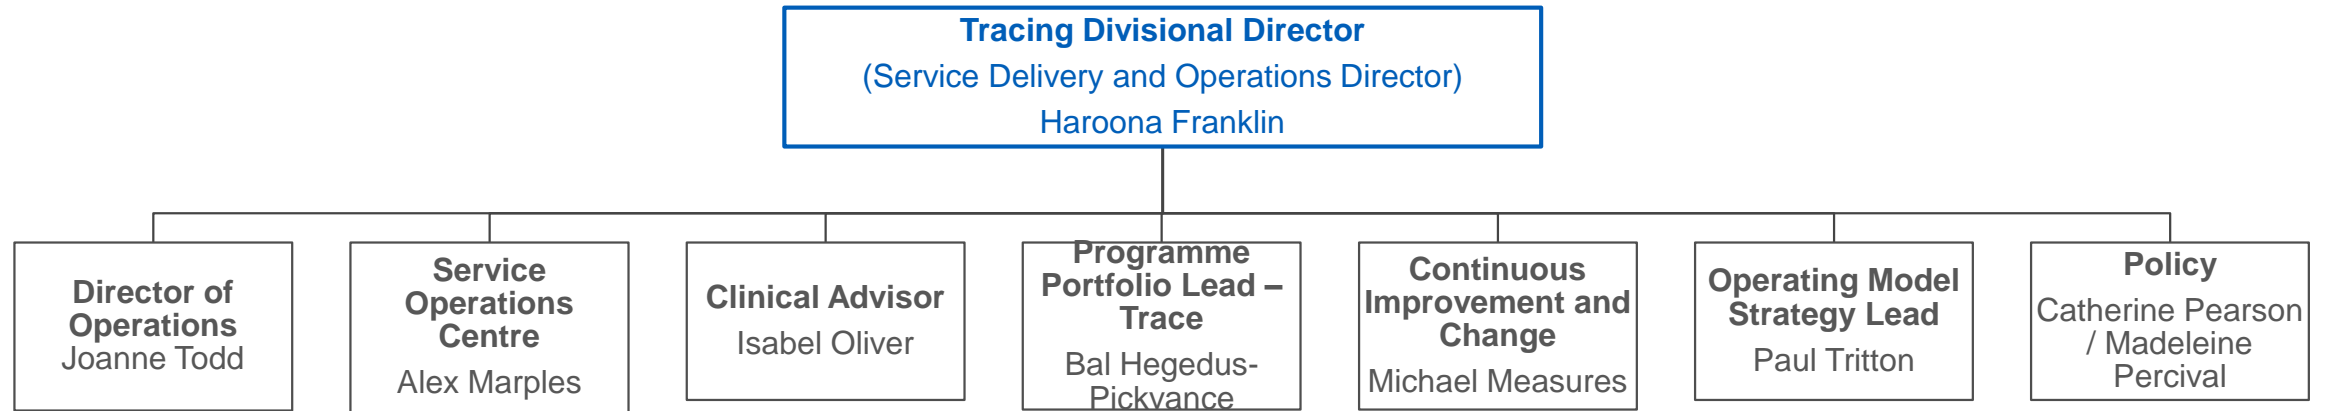 Tracing Divisional Director
(Service Delivery and Operations Director)
Haroona Franklin
Director of
Operations
Joanne Todd
Service
Operations
Centre
Alex Marples
Clinical Advisor
Isabel Oliver
Programme
Portfolio Lead –
Trace
Bal Hegedus-
Pickvance
Continuous
Improvement and
Change
Michael Measures
Operating Model
Strategy Lead
Paul Tritton
Policy
Catherine Pearson
/ Madeleine
Percival